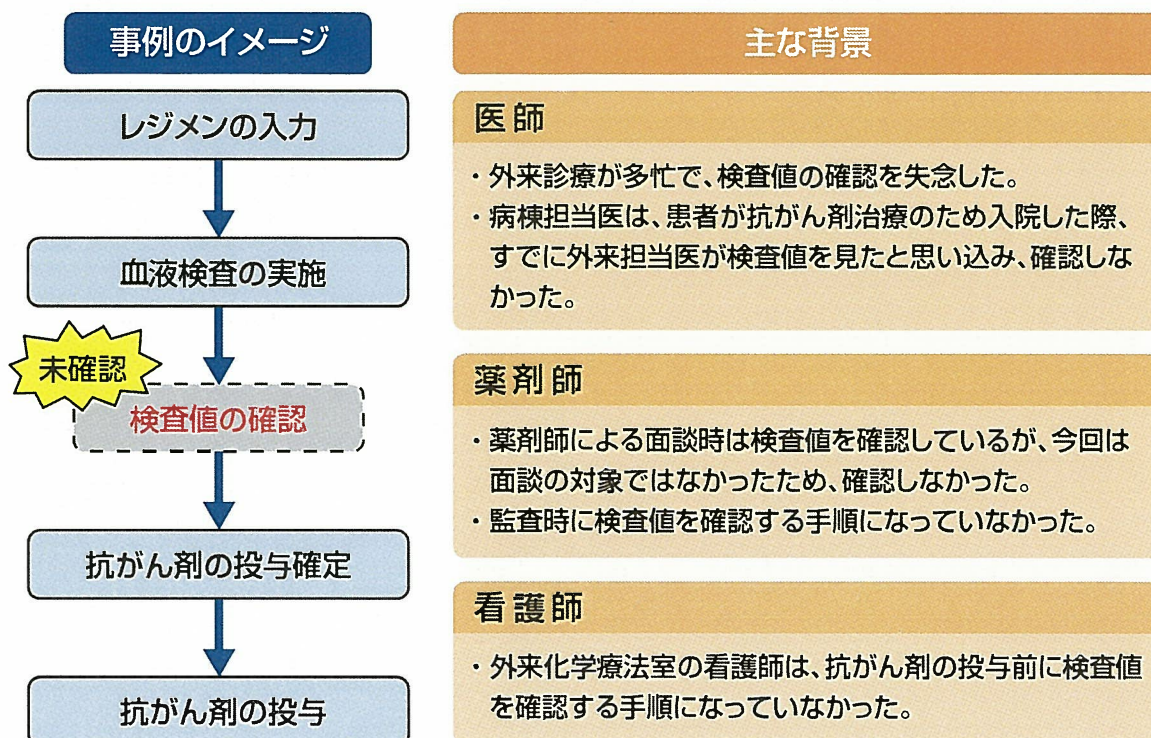 事例のイメージ
レジメンの入力
血液検査の実施
未確認
検査値の確認
抗がん剤の投与確定
抗がん剤の投与
主な背景
医師
・外来診療が多忙で、検査値の確認を失念した。
・病棟担当医は、患者が抗がん剤治療のため入院した際、
すでに外来担当医が検査値を見たと思い込み、確認しな
かった。
薬剤師
・薬剤師による面談時は検査値を確認しているが、今回は
面談の対象ではなかったため、確認しなかった。
・監査時に検査値を確認する手順になっていなかった。
看護師
・外来化学療法室の看護師は、抗がん剤の投与前に検査値
を確認する手順になっていなかった。